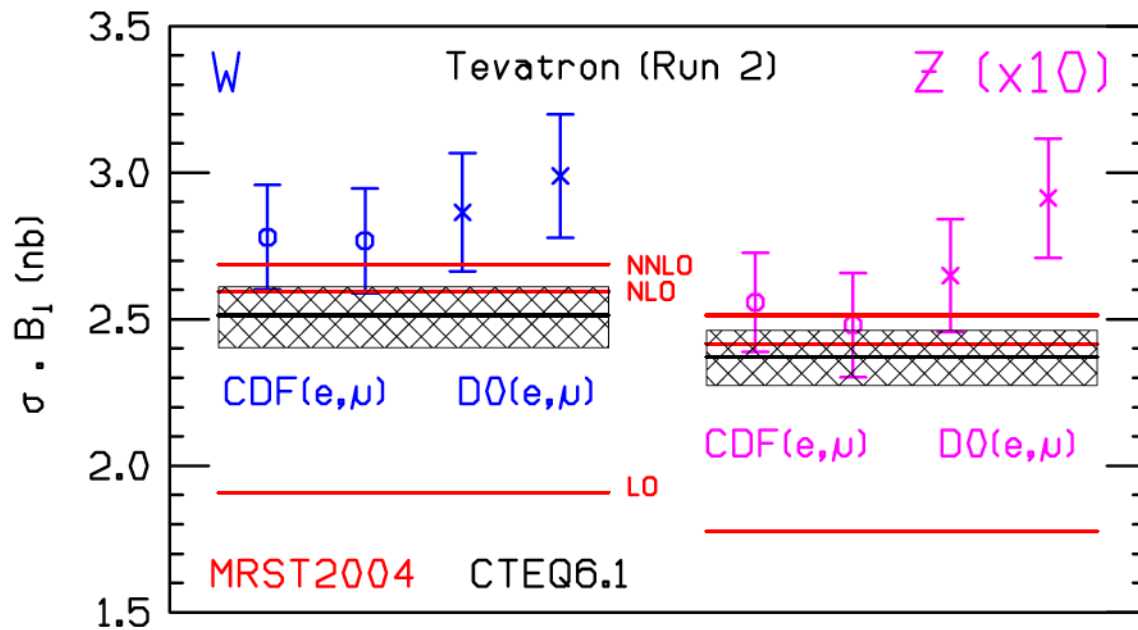 3.5
W Tevatron (Run 2) Z (x10)
3.0
σ · Bl (nb)
NNLO
NLO
2.5
CDF(e,μ) D0(e,μ)
CDF(e,μ) D0(e,μ)
2.0
LO
MRST2004 CTEQ6.1
1.5